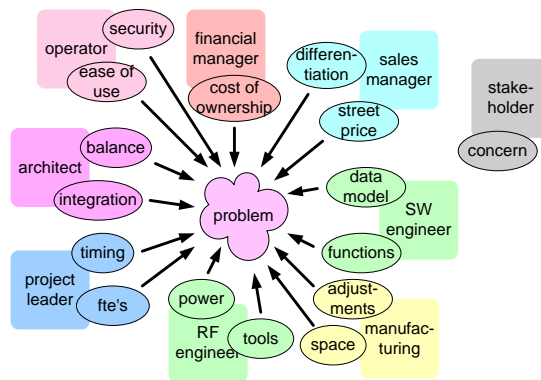 operator
security
ease of
use
financial
manager
cost of
ownership
differen-
tiation
sales
manager
street
price
stake-
holder
concern
architect
balance
integration
problem
data
model
SW
engineer
functions
project
leader
timing
fte's
power
RF
engineer
tools
adjust-
ments
space
manufac-
turing